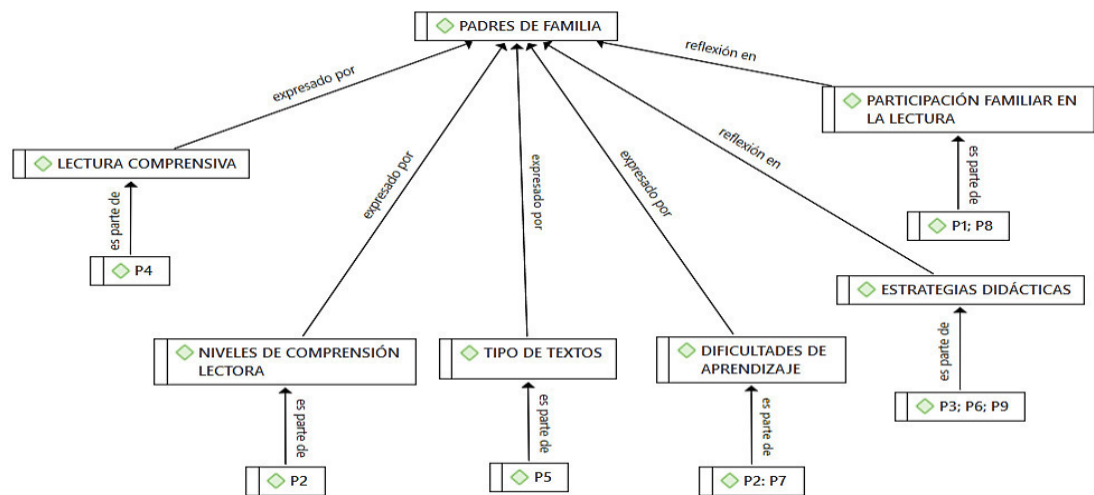 PADRES DE FAMILIA
expresado por
reflexión en
PARTICIPACIÓN FAMILIAR EN
LA LECTURA
LECTURA COMPRENSIVA
expresado por
expresado por
expresado por
reflexión en
es parte de
es parte de
P4
P1; P8
ESTRATEGIAS DIDÁCTICAS
NIVELES DE COMPRENSIÓN
LECTORA
TIPO DE TEXTOS
DIFICULTADES DE
APRENDIZAJE
es parte de
es parte de
es parte de
es parte de
P3; P6; P9
P2
P5
P2: P7